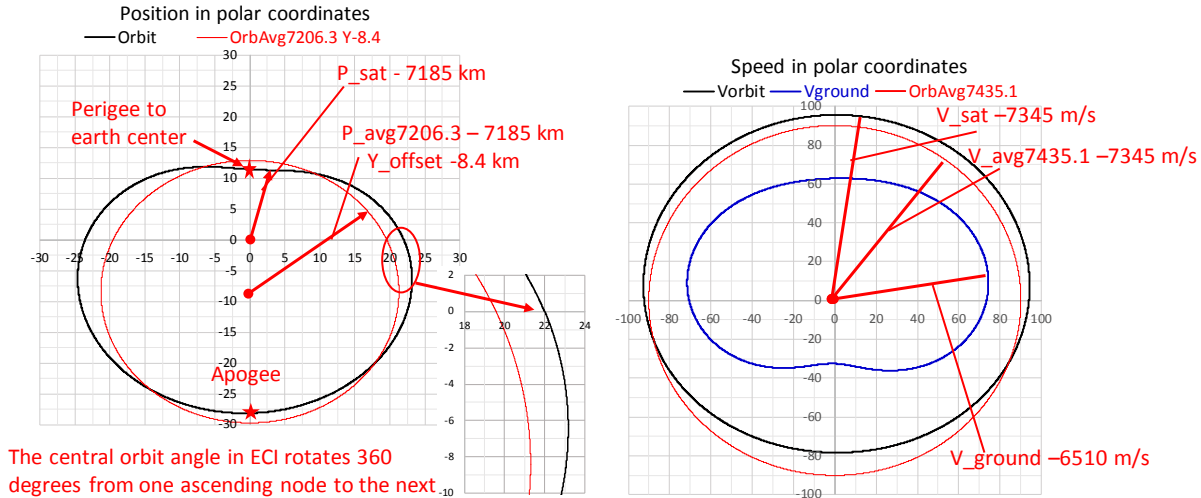 Position in polar coordinates
Orbit OrbAvg7206.3 Y-8.4
30
25
20
15
10
5
0
-5
-10
-15
-20
-25
-30
-30 -25 -20 -15 -10 -5 0 5 10 15 20 25 30
P_sat - 7185 km
Perigee to
earth center
P_avg7206.3 – 7185 km
Y_offset -8.4 km
Apogee
2
0
-2
-4
-6
-8
-10
18 20 22 24
The central orbit angle in ECI rotates 360
degrees from one ascending node to the next
Speed in polar coordinates
Vorbit Vground OrbAvg7435.1
100
80
60
40
20
0
-20
-40
-60
-80
-100
-100 -80 -60 -40 -20 0 20 40 60 80 100
V_sat –7345 m/s
V_avg7435.1 –7345 m/s
V_ground –6510 m/s